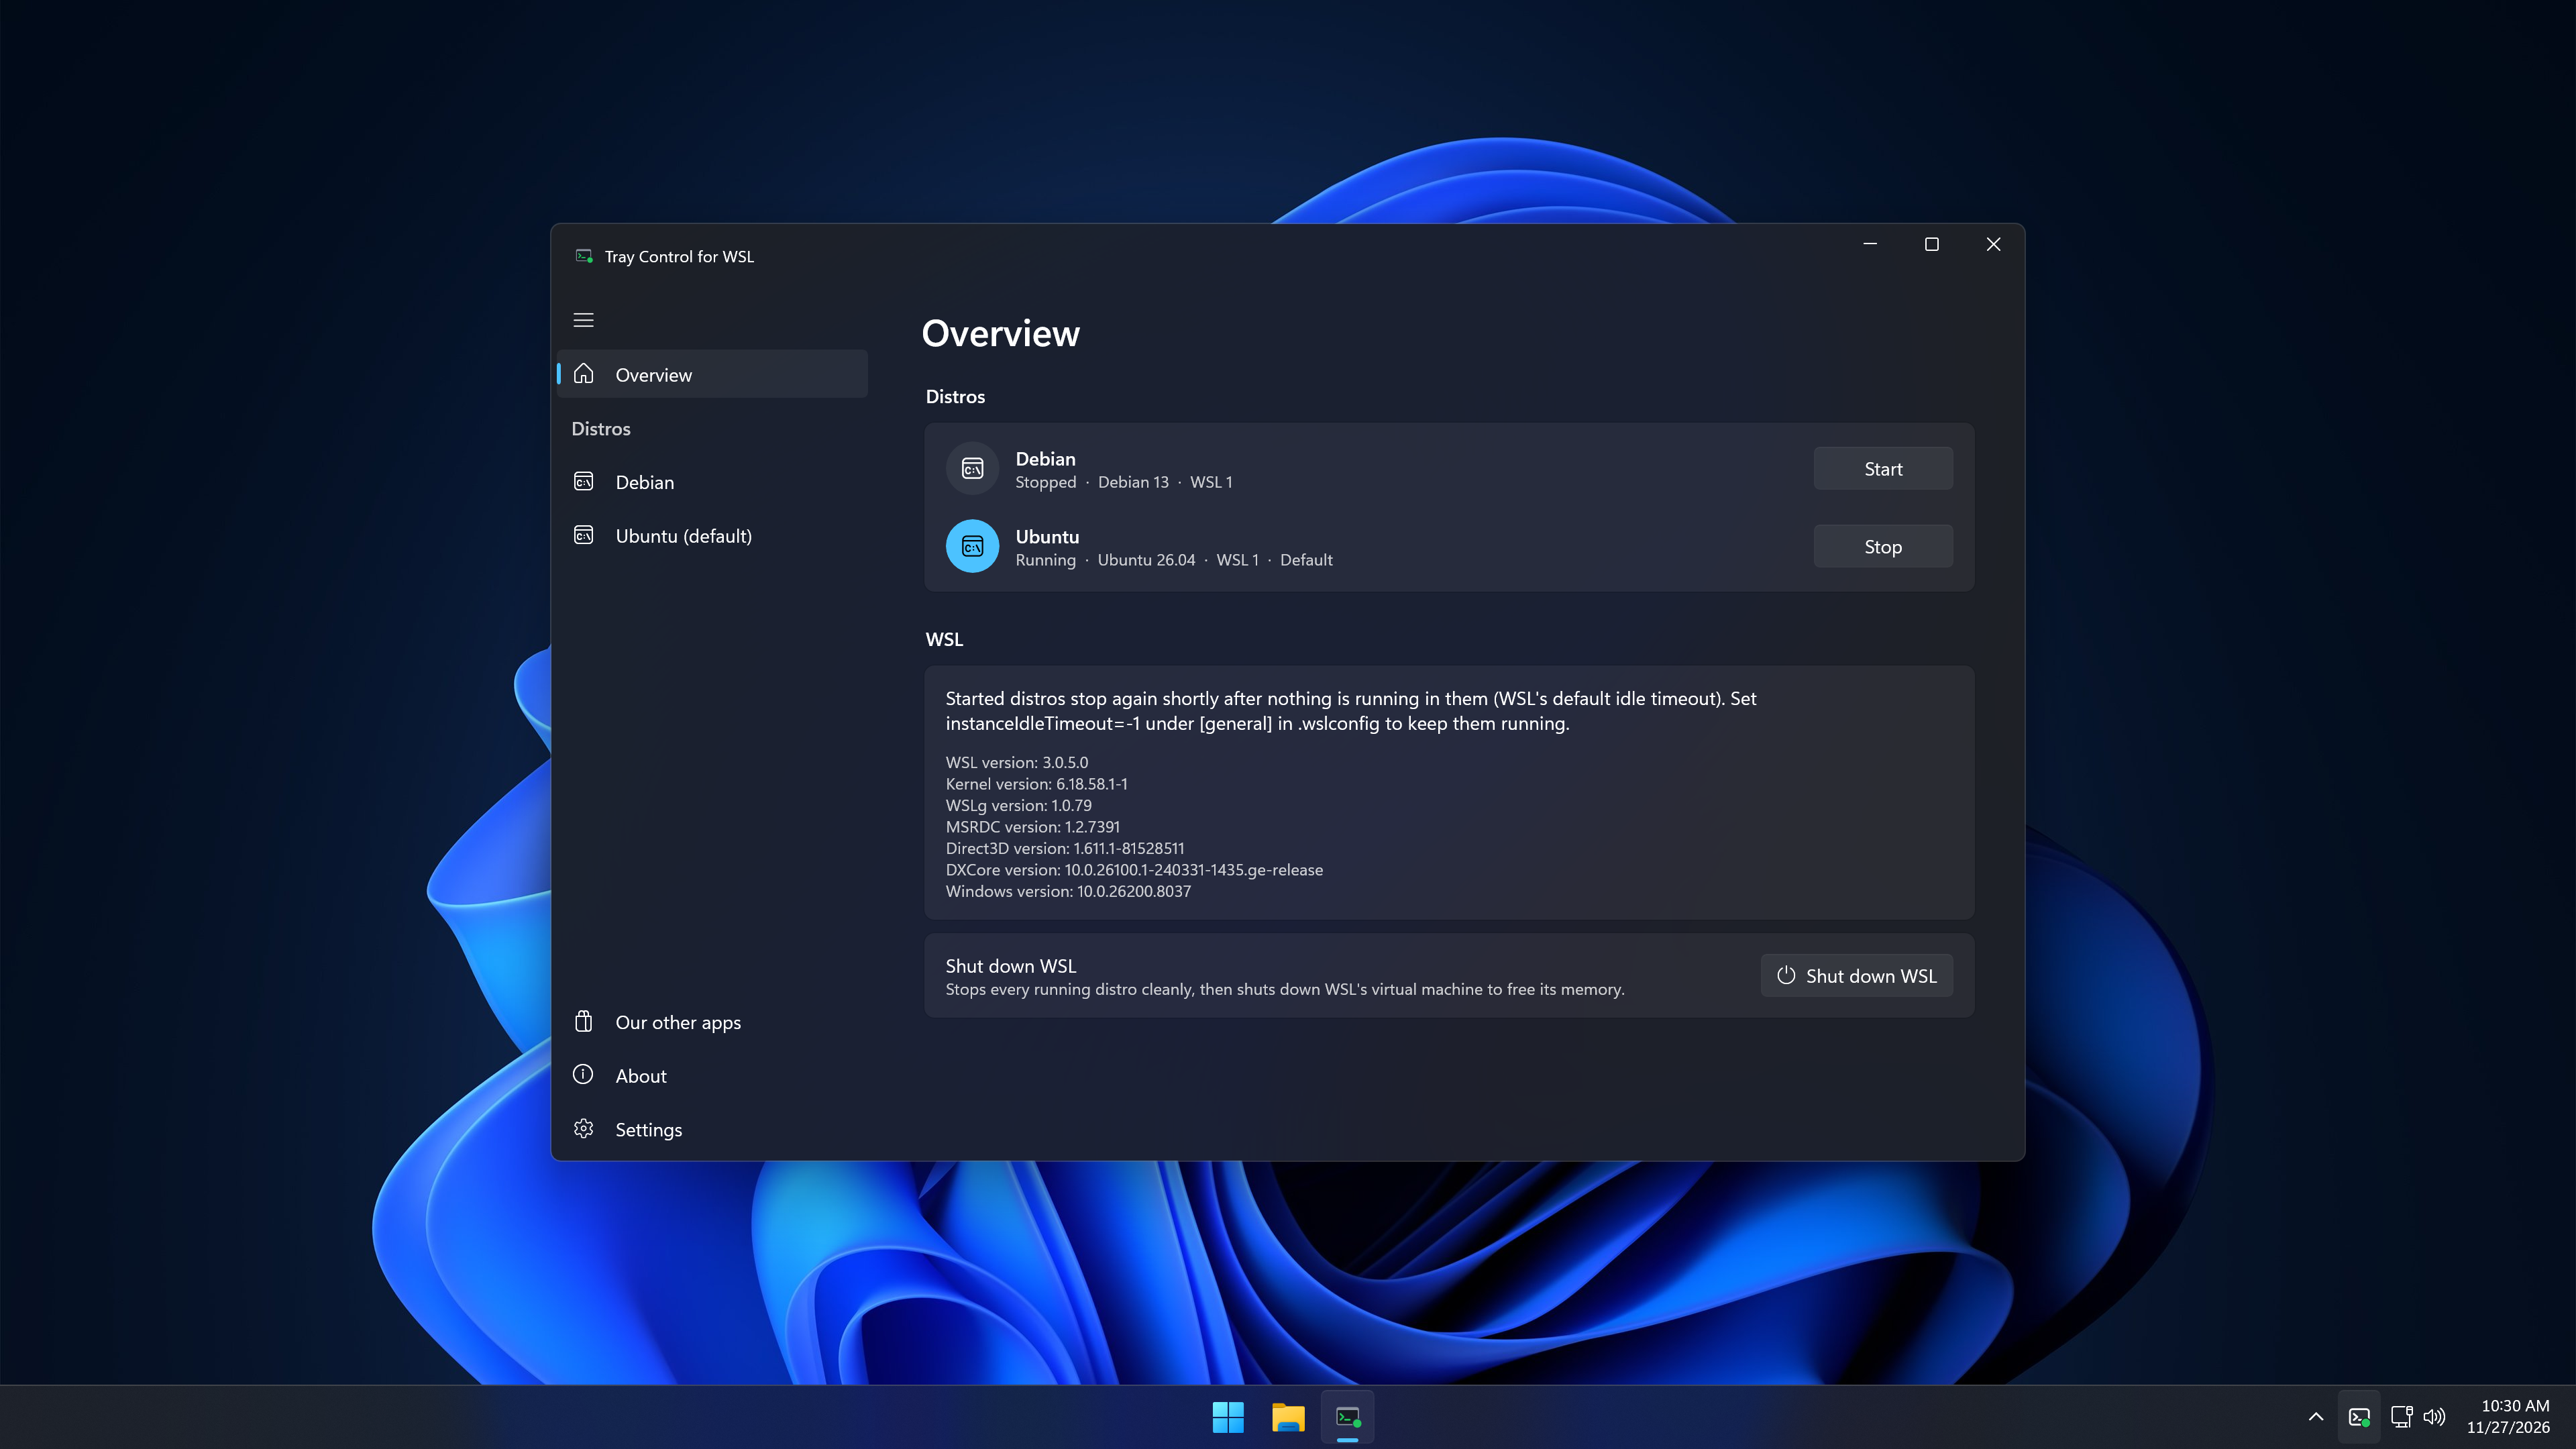 Tray Control for WSL
Overview
Distros
Debian
Ubuntu (default)
Our other apps
About
Settings
Overview
Distros
Debian
Stopped · Debian 13 · WSL 1
Start
Ubuntu
Running · Ubuntu 26.04 · WSL 1 · Default
Stop
WSL
Started distros stop again shortly after nothing is running in them (WSL's default idle timeout). Set
instanceIdleTimeout=-1 under [general] in .wslconfig to keep them running.
WSL version: 3.0.5.0
Kernel version: 6.18.58.1-1
WSLg version: 1.0.79
MSRDC version: 1.2.7391
Direct3D version: 1.611.1-81528511
DXCore version: 10.0.26100.1-240331-1435.ge-release
Windows version: 10.0.26200.8037
Shut down WSL
Stops every running distro cleanly, then shuts down WSL's virtual machine to free its memory.
Shut down WSL
10:30 AM
11/27/2026